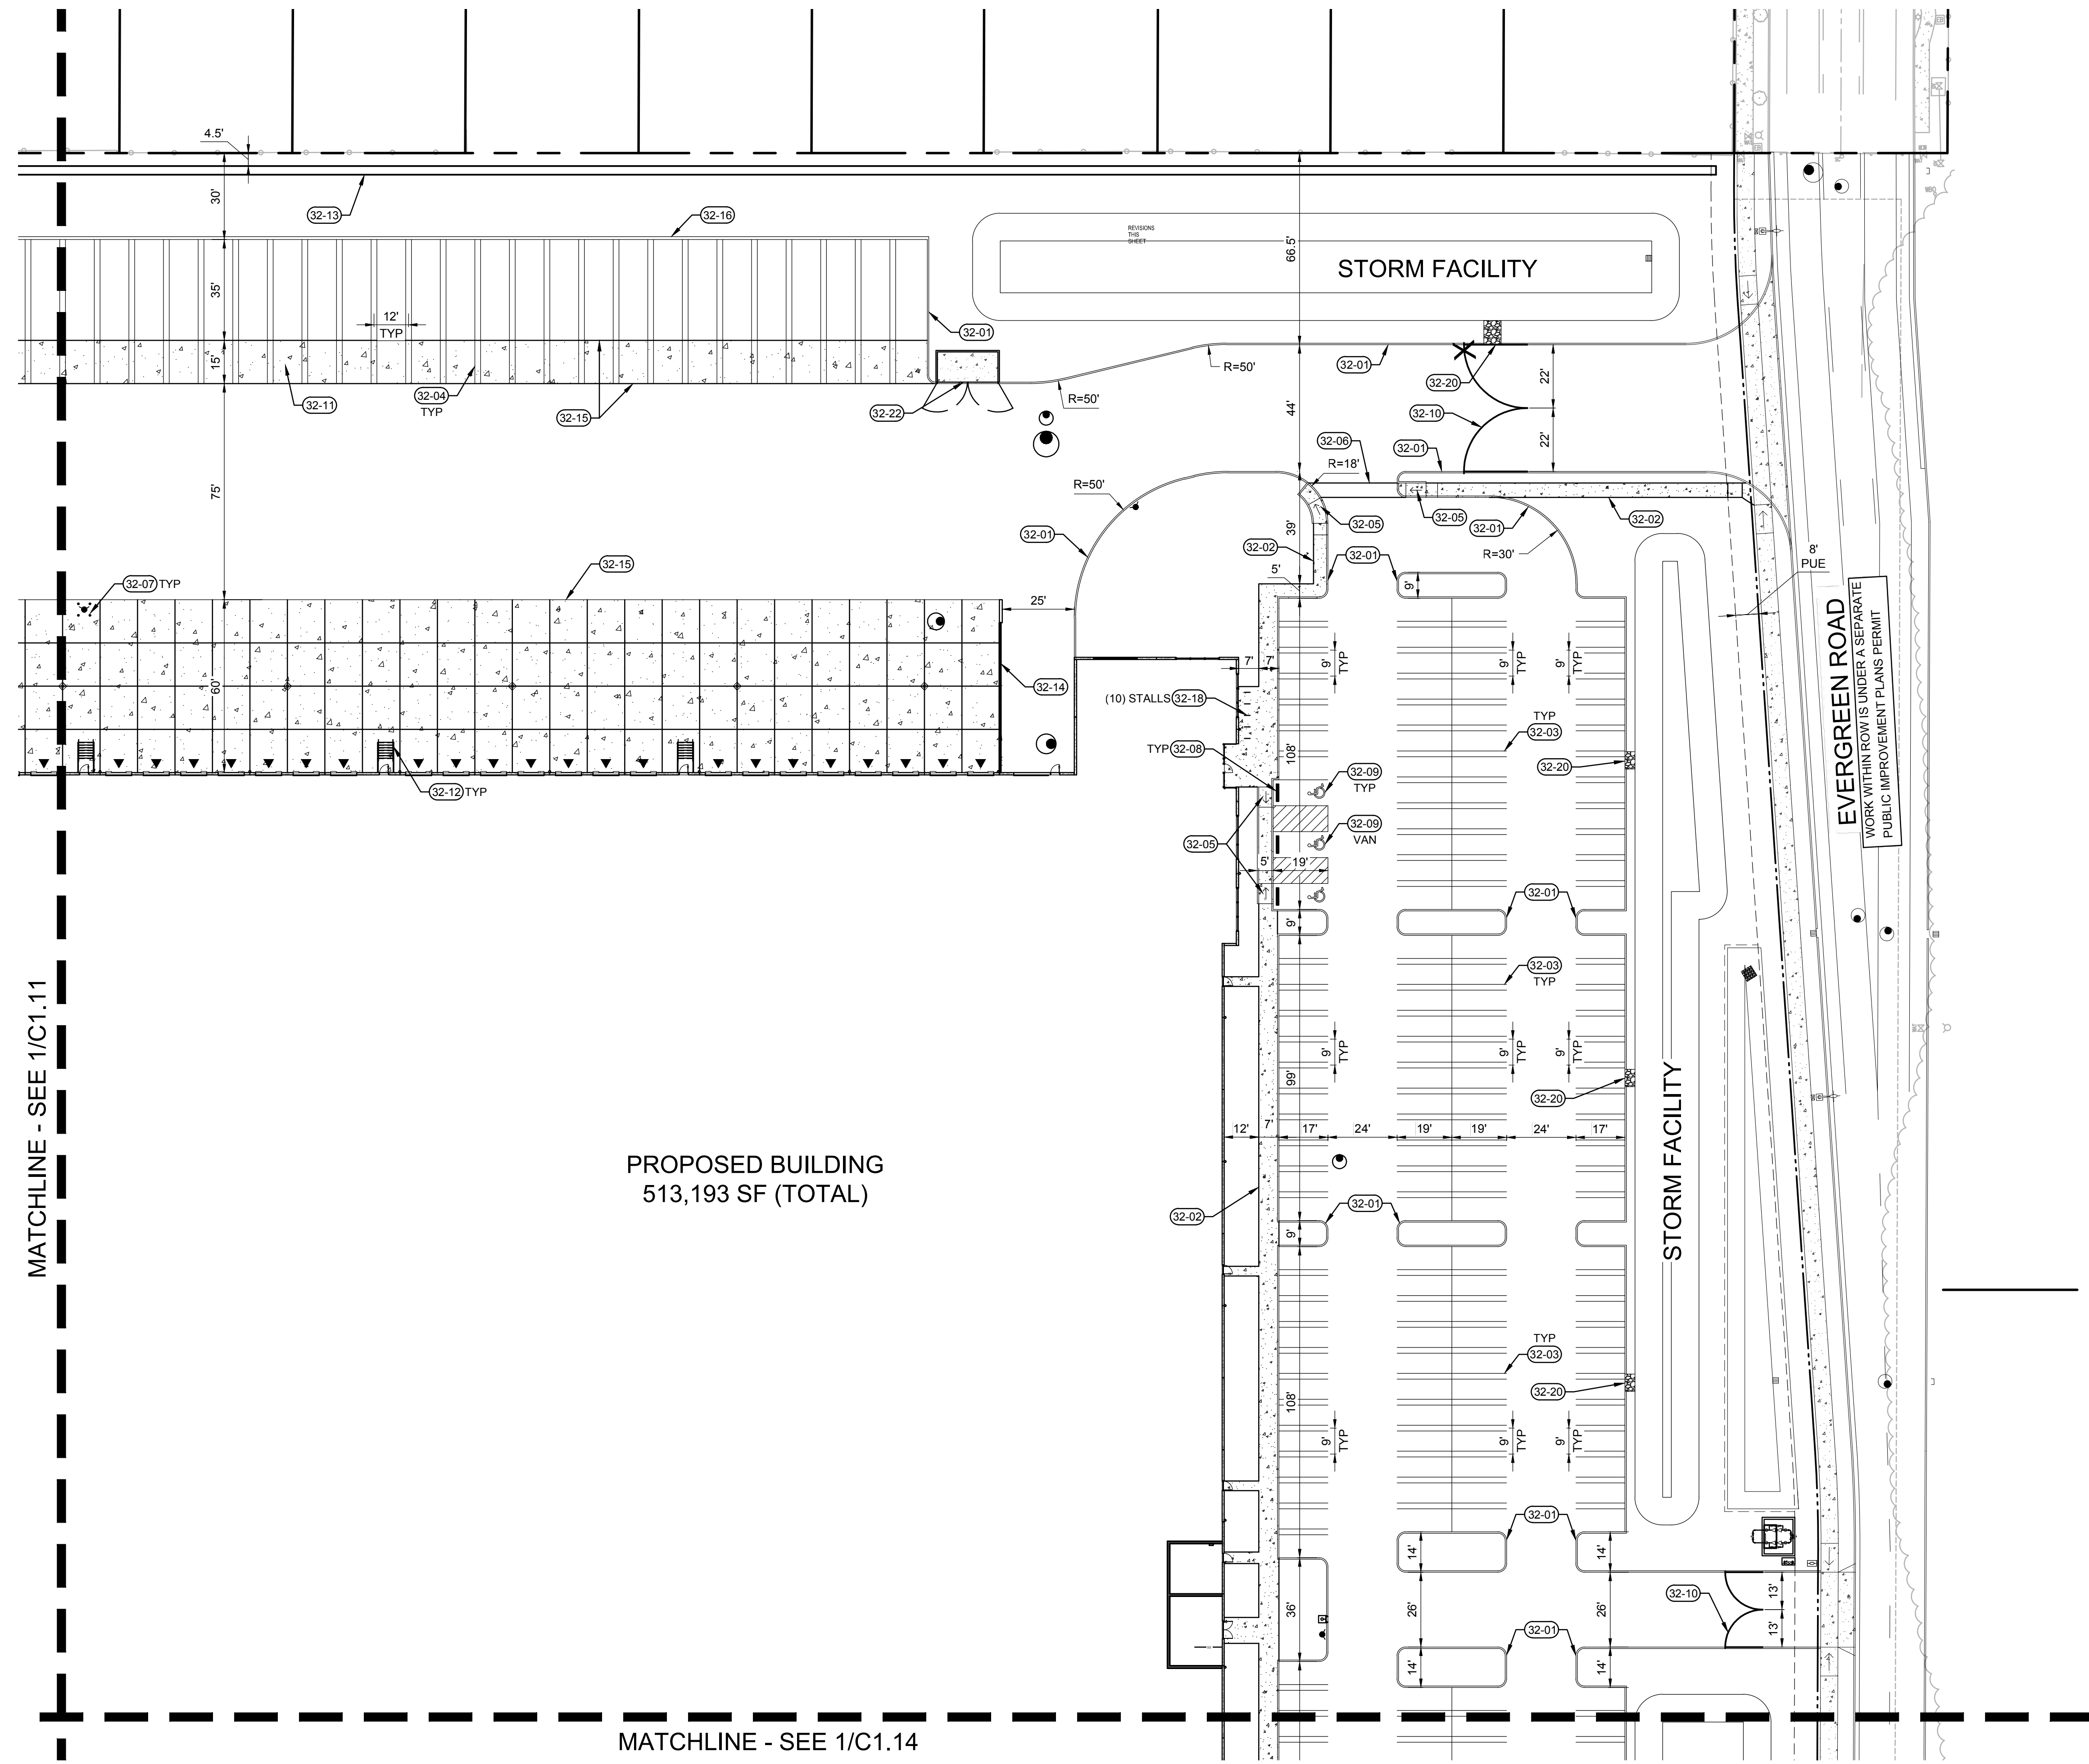 4.5'
30'
32-13
32-16
REVISIONS
THIS
SHEET
66.5'
STORM FACILITY
35'
12'
TYP
32-01
15'
32-11
32-04
TYP
32-15
32-22
R=50'
R=50'
32-01
32-20
22'
44'
32-10
22'
32-06
32-01
R=18'
75'
R=50'
32-01
32-05
32-05
32-02
32-01
39'
32-02
32-01
R=30'
8'
PUE
32-07 TYP
32-15
5'
9'
25'
7'
7'
9'
TYP
9'
TYP
9'
TYP
60'
32-14
(10) STALLS 32-18
TYP 32-08
108'
TYP
32-03
32-20
32-12 TYP
32-09
TYP
32-09
VAN
32-05
5'
19'
32-01
9'
EVERGREEN ROAD
WORK WITHIN ROW IS UNDER A SEPARATE
PUBLIC IMPROVEMENT PLANS PERMIT
32-03
TYP
9'
TYP
9'
TYP
9'
TYP
99'
32-20
12'
7'
17'
24'
19'
19'
24'
17'
STORM FACILITY
PROPOSED BUILDING
513,193 SF (TOTAL)
32-02
32-01
9'
MATCHLINE - SEE 1/C1.11
TYP
32-03
32-20
108'
9'
TYP
9'
TYP
9'
TYP
32-01
14'
14'
36'
26'
26'
32-10
13'
13'
32-01
14'
14'
MATCHLINE - SEE 1/C1.14